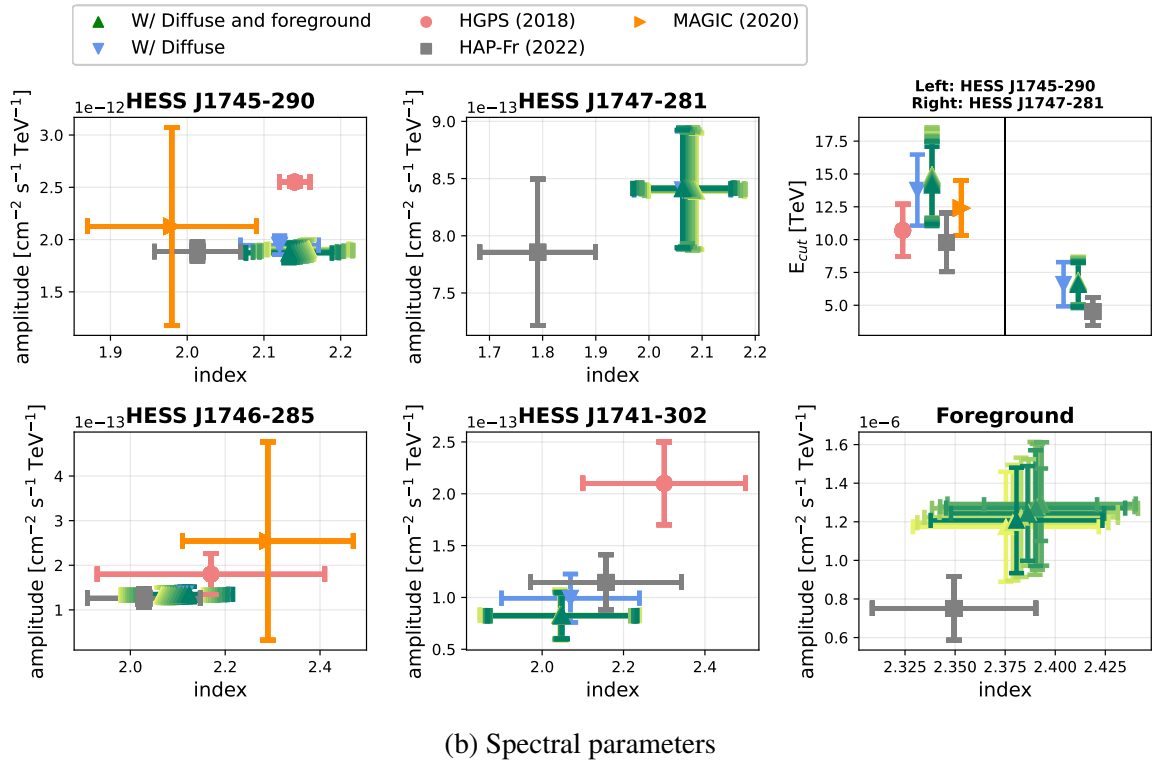 W/ Diffuse and foreground
W/ Diffuse
HGPS (2018)
HAP-Fr (2022)
MAGIC (2020)
HESS J1745-290
1e−12
amplitude [cm−2 s−1 TeV−1]
3.0
2.5
2.0
1.5
1.9 2.0 2.1 2.2
index
HESS J1747-281
1e−13
amplitude [cm−2 s−1 TeV−1]
9.0
8.5
8.0
7.5
1.7 1.8 1.9 2.0 2.1 2.2
index
Left: HESS J1745-290
Right: HESS J1747-281
Ecut [TeV]
17.5
15.0
12.5
10.0
7.5
5.0
HESS J1746-285
1e−13
amplitude [cm−2 s−1 TeV−1]
4
3
2
1
2.0 2.2 2.4
index
HESS J1741-302
1e−13
amplitude [cm−2 s−1 TeV−1]
2.5
2.0
1.5
1.0
0.5
2.0 2.2 2.4
index
Foreground
1e−6
amplitude [cm−2 s−1 TeV−1]
1.6
1.4
1.2
1.0
0.8
0.6
2.325 2.350 2.375 2.400 2.425
index
(b) Spectral parameters